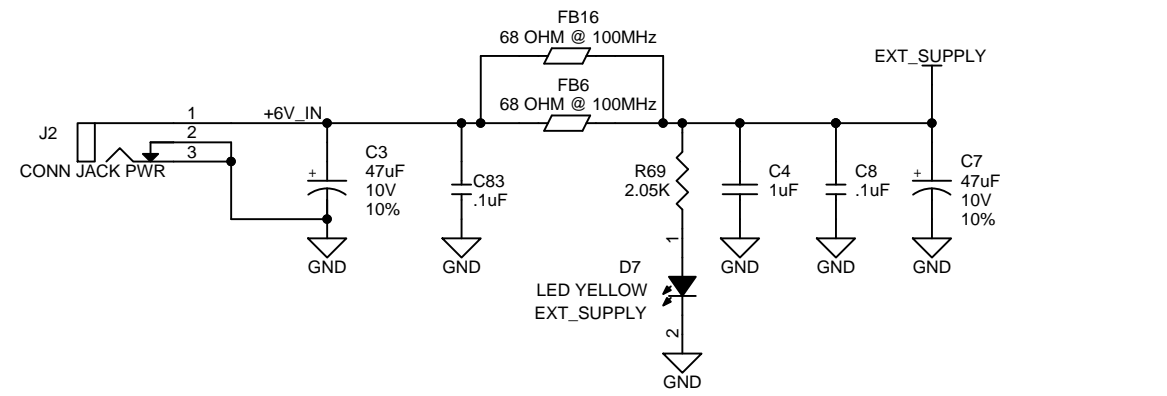 FB16
68 OHM @ 100MHz
EXT_SUPPLY
FB6
68 OHM @ 100MHz
J2
1
+6V_IN
2
3
CONN JACK PWR
C3
47uF
10V
10%
C83
.1uF
R69
2.05K
C4
1uF
C8
.1uF
C7
47uF
10V
10%
+
+
GND
GND
1
GND
GND
GND
D7
LED YELLOW
EXT_SUPPLY
2
GND